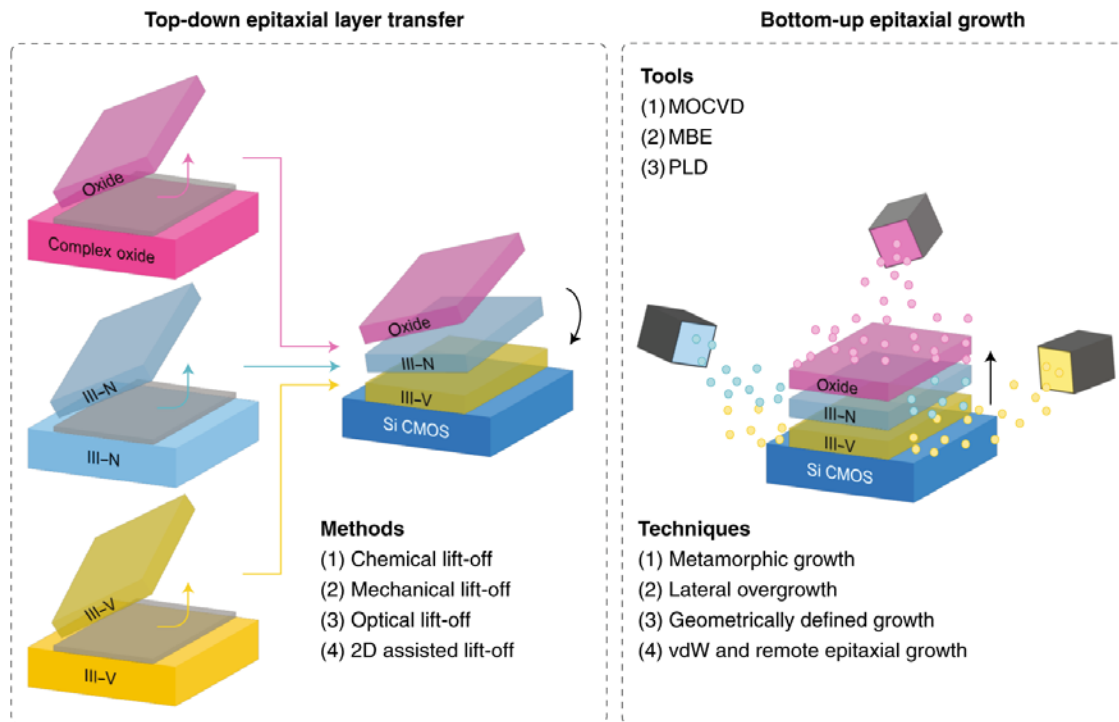 Top-down epitaxial layer transfer
Oxide
Complex oxide
III–N
III–N
III–V
III–V
Oxide
III–N
III–V
Si CMOS
Methods
(1) Chemical lift-off
(2) Mechanical lift-off
(3) Optical lift-off
(4) 2D assisted lift-off
Bottom-up epitaxial growth
Tools
(1) MOCVD
(2) MBE
(3) PLD
Oxide
III–N
III–V
Si CMOS
Techniques
(1) Metamorphic growth
(2) Lateral overgrowth
(3) Geometrically defined growth
(4) vdW and remote epitaxial growth